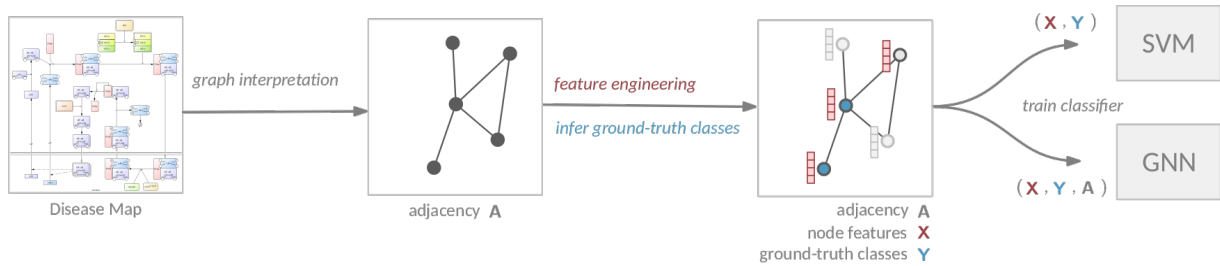 Disease Map
graph interpretation
adjacency A
feature engineering
infer ground-truth classes
adjacency A
node features X
ground-truth classes Y
( X , Y )
train classifier
( X , Y , A )
SVM
GNN